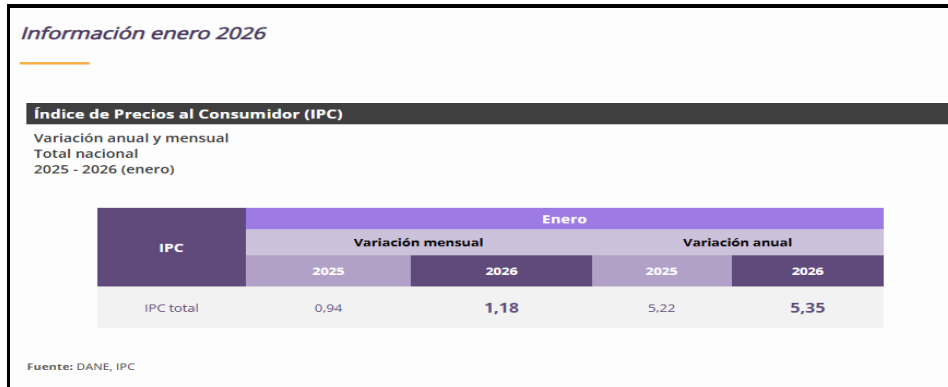 Información enero 2026
Índice de Precios al Consumidor (IPC)
Variación anual y mensual
Total nacional
2025 - 2026 (enero)
IPC
Enero
Variación mensual Variación anual
2025 2026 2025 2026
IPC total 0,94 1,18 5,22 5,35
Fuente: DANE, IPC